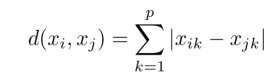 $d(x_i, x_j) = \sum_{k=1}^{p} |x_{ik} - x_{jk}|$